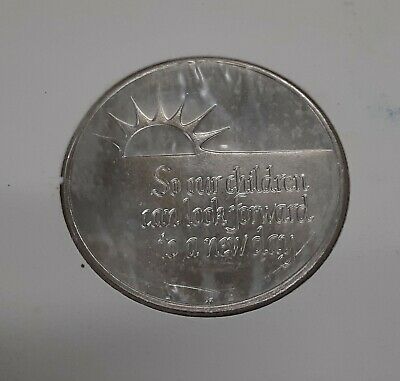 So our children
can look forward
to a new day